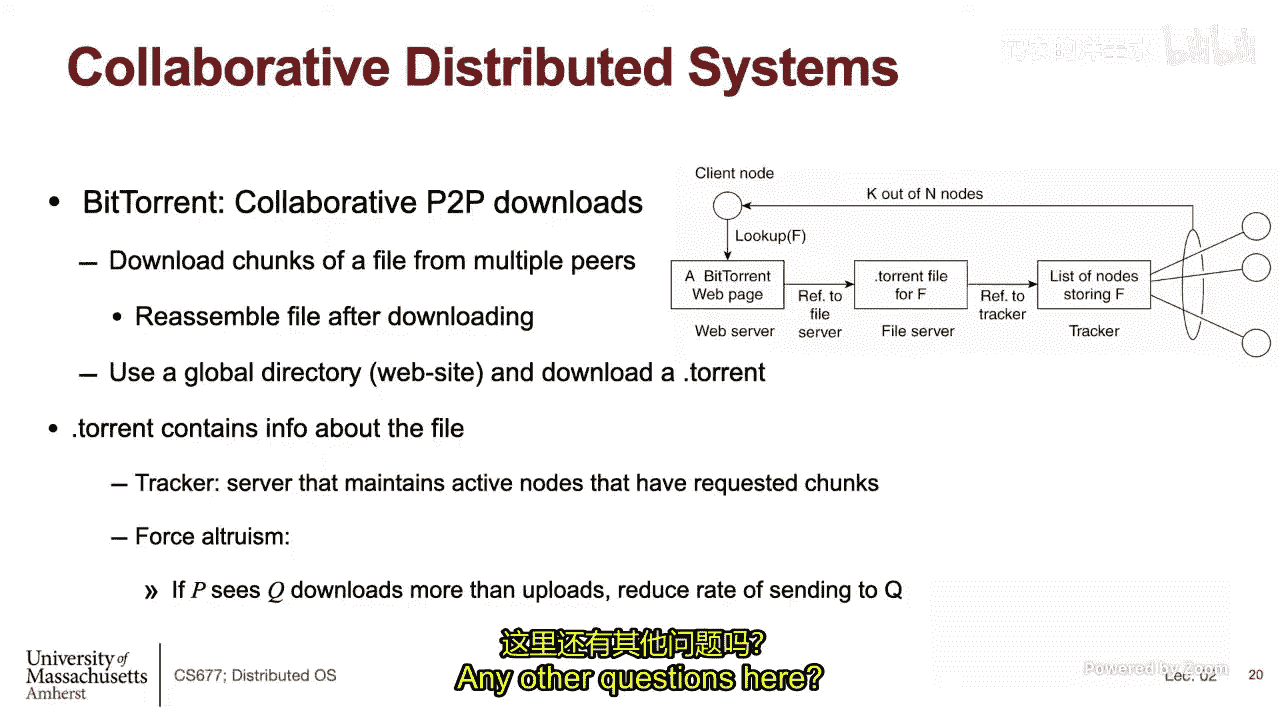 Collaborative Distributed Systems
bilibili
• BitTorrent: Collaborative P2P downloads
– Download chunks of a file from multiple peers
• Reassemble file after downloading
– Use a global directory (web-site) and download a .torrent
• .torrent contains info about the file
– Tracker: server that maintains active nodes that have requested chunks
– Force altruism:
» If P sees Q downloads more than uploads, reduce rate of sending to Q
Client node
K out of N nodes
Lookup(F)
A BitTorrent
Web page
Ref. to
file
server
.torrent file
for F
Ref. to
tracker
List of nodes
storing F
Web server
File server
Tracker
这里还有其他问题吗?
Any other questions here?
University of
Massachusetts
Amherst
CS677; Distributed OS
Powered by Zoom
Lec. 02
20